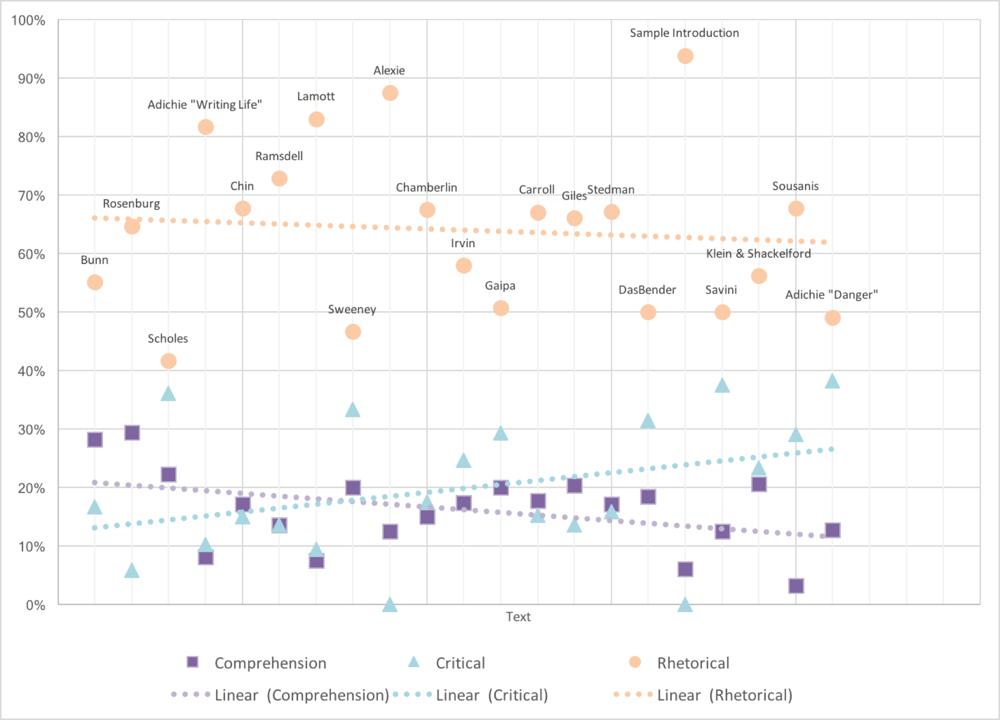 100%
Sample Introduction
Alexie
90%
Lamott
Adichie "Writing Life"
80%
Ramsdell
Chin
Chamberlin
Carroll
Giles
Stedman
Sousanis
70%
Rosenburg
Irvin
60%
Klein & Shackelford
Bunn
Gaipa
DasBender
Savini
Adichie "Danger"
50%
Sweeney
Scholes
40%
30%
20%
10%
0%
Text
Comprehension
Critical
Rhetorical
Linear (Comprehension)
Linear (Critical)
Linear (Rhetorical)